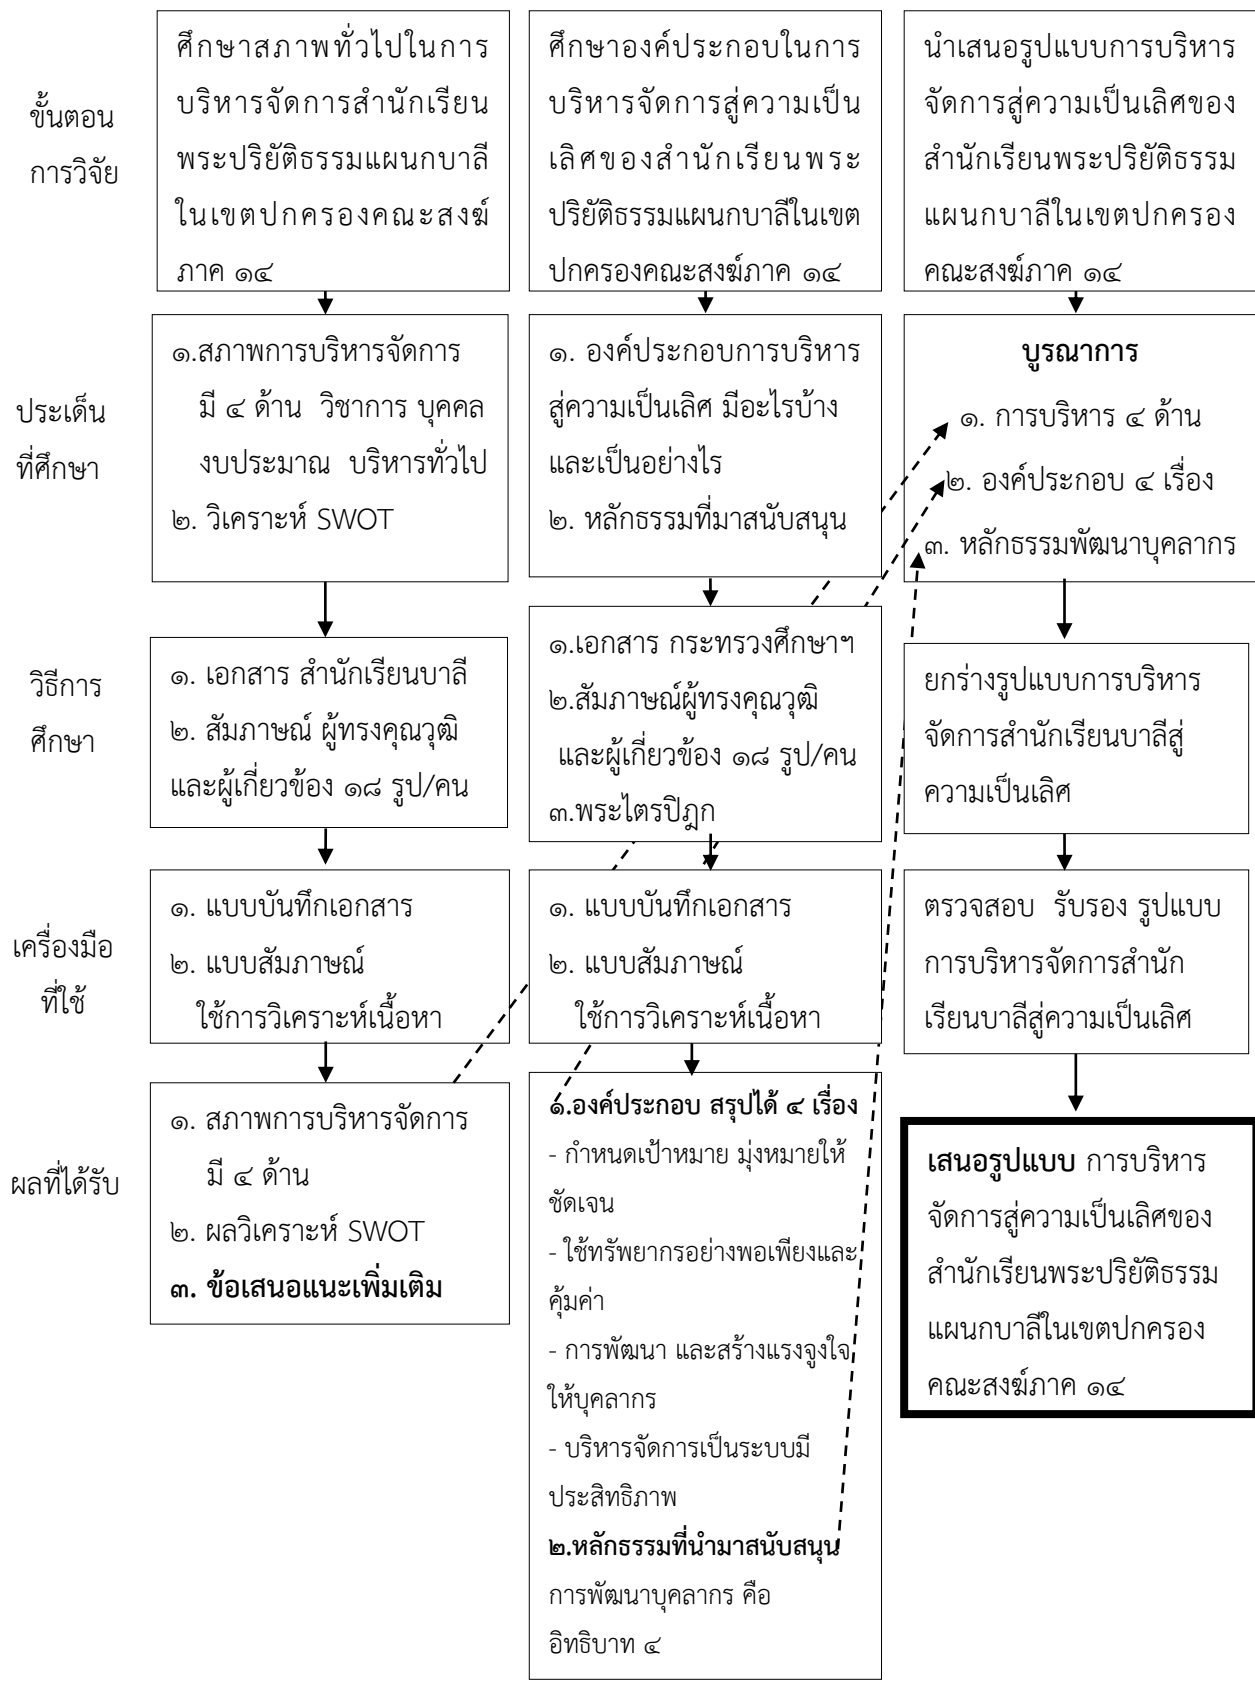 ขั้นตอน
การวิจัย
ศึกษาสภาพทั่วไปในการ
บริหารจัดการสำนักเรียน
พระปริยัติธรรมแผนกบาลี
ในเขตปกครองคณะสงฆ์
ภาค ๑๔
ศึกษาองค์ประกอบในการ
บริหารจัดการสู่ความเป็น
เลิศของสำนักเรียนพระ
ปริยัติธรรมแผนกบาลีในเขต
ปกครองคณะสงฆ์ภาค ๑๔
นำเสนอรูปแบบการบริหาร
จัดการสู่ความเป็นเลิศของ
สำนักเรียนพระปริยัติธรรม
แผนกบาลีในเขตปกครอง
คณะสงฆ์ภาค ๑๔
ประเด็น
ที่ศึกษา
๑.สภาพการบริหารจัดการ
มี ๔ ด้าน วิชาการ บุคคล
งบประมาณ บริหารทั่วไป
๒. วิเคราะห์ SWOT
๑. องค์ประกอบการบริหาร
สู่ความเป็นเลิศ มีอะไรบ้าง
และเป็นอย่างไร
๒. หลักธรรมที่มาสนับสนุน
บูรณาการ
๑. การบริหาร ๔ ด้าน
๒. องค์ประกอบ ๔ เรื่อง
๓. หลักธรรมพัฒนาบุคลากร
วิธีการ
ศึกษา
๑. เอกสาร สำนักเรียนบาลี
๒. สัมภาษณ์ ผู้ทรงคุณวุฒิ
และผู้เกี่ยวข้อง ๑๘ รูป/คน
๑.เอกสาร กระทรวงศึกษาฯ
๒.สัมภาษณ์ผู้ทรงคุณวุฒิ
และผู้เกี่ยวข้อง ๑๘ รูป/คน
๓.พระไตรปิฎก
ยกร่างรูปแบบการบริหาร
จัดการสำนักเรียนบาลีสู่
ความเป็นเลิศ
เครื่องมือ
ที่ใช้
๑. แบบบันทึกเอกสาร
๒. แบบสัมภาษณ์
ใช้การวิเคราะห์เนื้อหา
๑. แบบบันทึกเอกสาร
๒. แบบสัมภาษณ์
ใช้การวิเคราะห์เนื้อหา
ตรวจสอบ รับรอง รูปแบบ
การบริหารจัดการสำนัก
เรียนบาลีสู่ความเป็นเลิศ
ผลที่ได้รับ
๑. สภาพการบริหารจัดการ
มี ๔ ด้าน
๒. ผลวิเคราะห์ SWOT
๓. ข้อเสนอแนะเพิ่มเติม
๑.องค์ประกอบ สรุปได้ ๔ เรื่อง
- กำหนดเป้าหมาย มุ่งหมายให้
ชัดเจน
- ใช้ทรัพยากรอย่างพอเพียงและ
คุ้มค่า
- การพัฒนา และสร้างแรงจูงใจ
ให้บุคลากร
- บริหารจัดการเป็นระบบมี
ประสิทธิภาพ
๒.หลักธรรมที่นำมาสนับสนุน
การพัฒนาบุคลากร คือ
อิทธิบาท ๔
เสนอรูปแบบ การบริหาร
จัดการสู่ความเป็นเลิศของ
สำนักเรียนพระปริยัติธรรม
แผนกบาลีในเขตปกครอง
คณะสงฆ์ภาค ๑๔